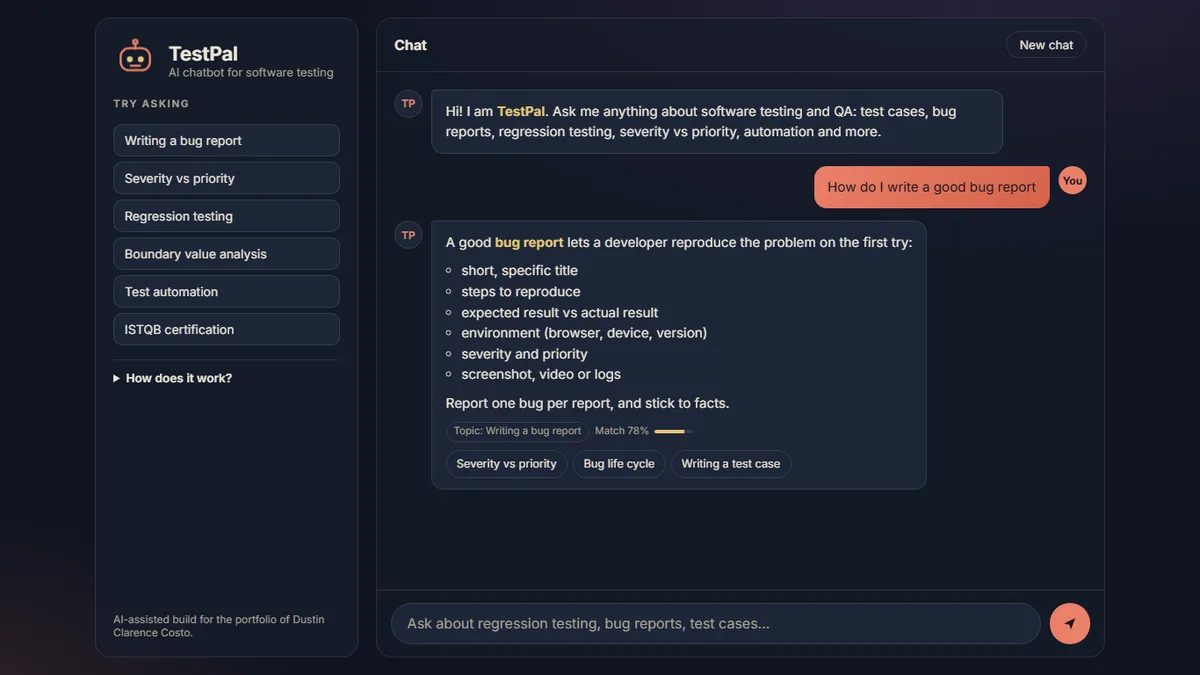 TestPal
AI chatbot for software testing
TRY ASKING
Writing a bug report
Severity vs priority
Regression testing
Boundary value analysis
Test automation
ISTQB certification
How does it work?
AI-assisted build for the portfolio of Dustin
Clarence Costo.
Chat
New chat
TP
Hi! I am TestPal. Ask me anything about software testing and QA: test cases, bug
reports, regression testing, severity vs priority, automation and more.
How do I write a good bug report
You
TP
A good bug report lets a developer reproduce the problem on the first try:
short, specific title
steps to reproduce
expected result vs actual result
environment (browser, device, version)
severity and priority
screenshot, video or logs
Report one bug per report, and stick to facts.
Topic: Writing a bug report Match 78%
Severity vs priority Bug life cycle Writing a test case
Ask about regression testing, bug reports, test cases...